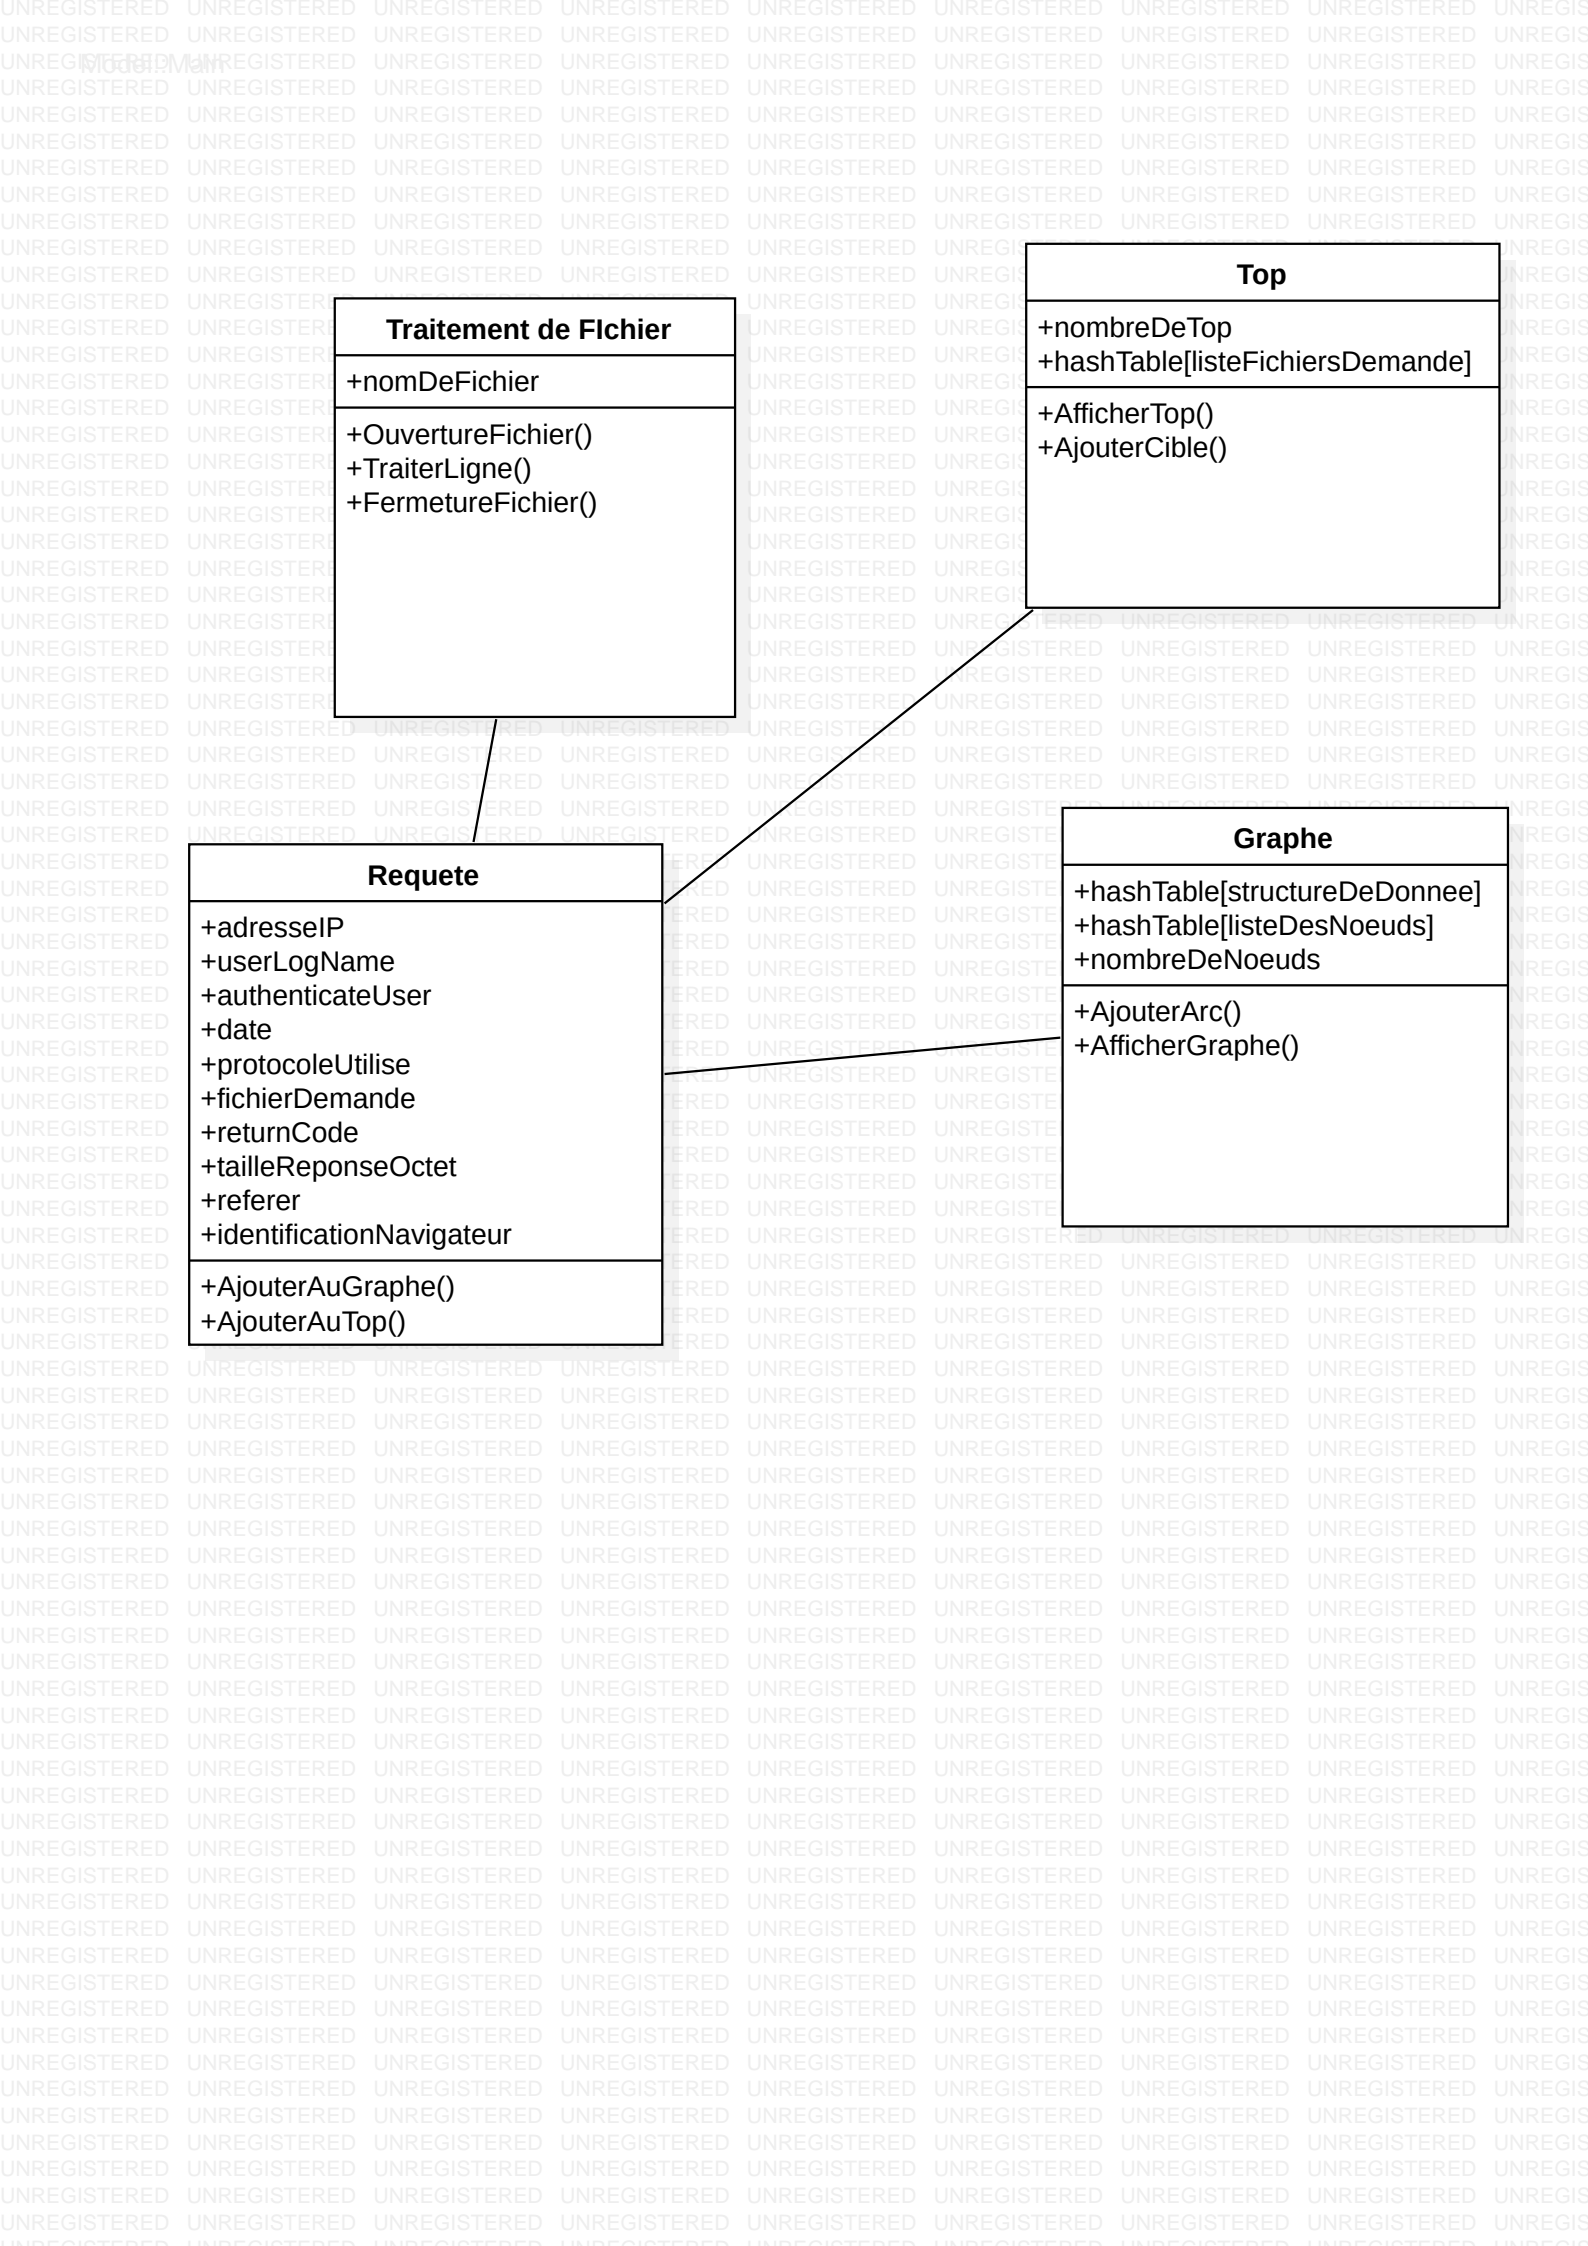 Model::Main
Traitement de FIchier
+nomDeFichier
+OuvertureFichier()
+TraiterLigne()
+FermetureFichier()
Top
+nombreDeTop
+hashTable[listeFichiersDemande]
+AfficherTop()
+AjouterCible()
Requete
+adresseIP
+userLogName
+authenticateUser
+date
+protocoleUtilise
+fichierDemande
+returnCode
+tailleReponseOctet
+referer
+identificationNavigateur
+AjouterAuGraphe()
+AjouterAuTop()
Graphe
+hashTable[structureDeDonnee]
+hashTable[listeDesNoeuds]
+nombreDeNoeuds
+AjouterArc()
+AfficherGraphe()
UNREGISTERED